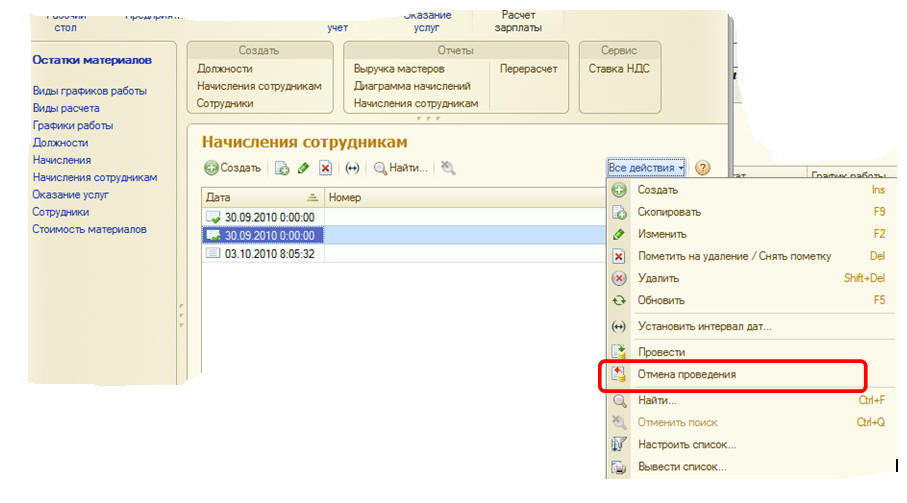 Рабочий
стол
учет
Оказание
услуг
Расчет
зарплаты
Остатки материалов
Виды графиков работы
Виды расчета
Графики работы
Должности
Начисления
Начисления сотрудникам
Оказание услуг
Сотрудники
Стоимость материалов
Создать
Должности
Начисления сотрудникам
Сотрудники
Отчеты
Выручка мастеров
Перерасчет
Диаграмма начислений
Начисления сотрудникам
Сервис
Ставка НДС
Начисления сотрудникам
Создать
Найти...
Все действия
Дата
Номер
30.09.2010 0:00:00
30.09.2010 0:00:00
03.10.2010 8:05:32
График работы
Создать Ins
Скопировать F9
Изменить F2
Пометить на удаление / Снять пометку Del
Удалить Shift+Del
Обновить F5
Установить интервал дат...
Провести
Отмена проведения
Найти... Ctrl+F
Отменить поиск Ctrl+Q
Настроить список...
Вывести список...